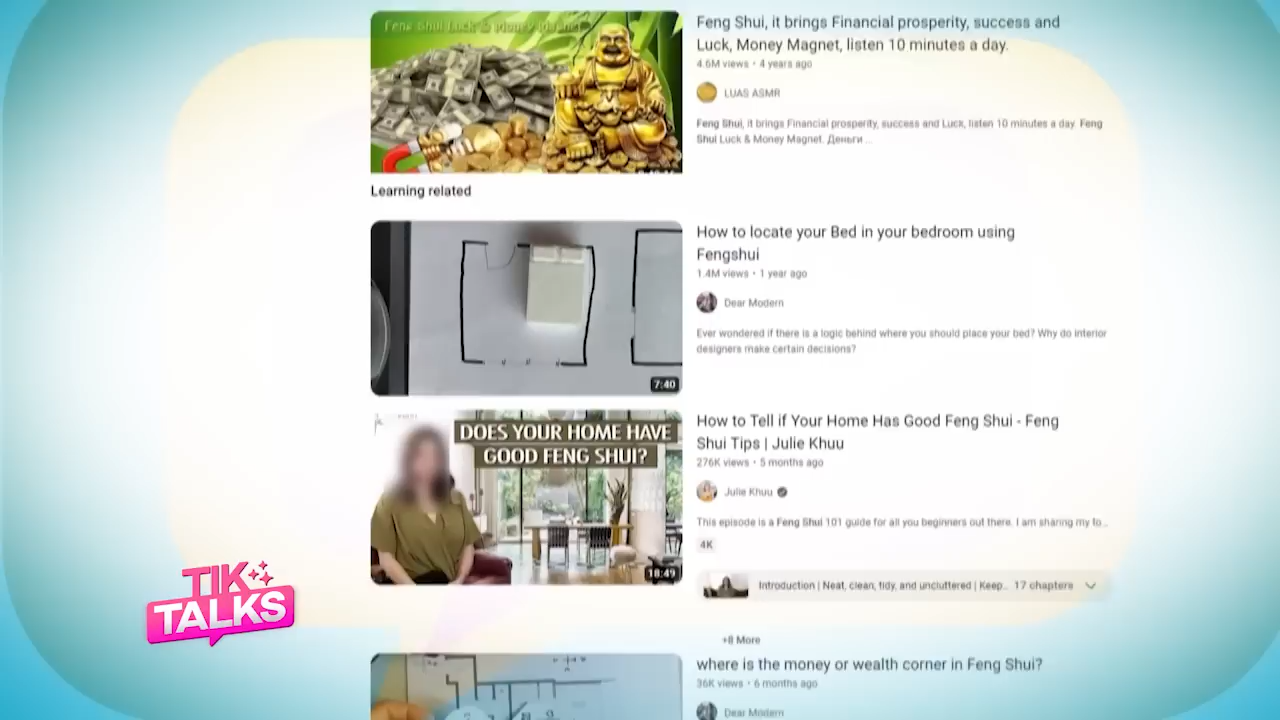 Feng Shui Luck & Money Magnet
Feng Shui, it brings Financial prosperity, success and
Luck, Money Magnet, listen 10 minutes a day.
4.6M views • 4 years ago
LUAS ASMR
Feng Shui, it brings Financial prosperity, success and Luck, listen 10 minutes a day. Feng
Shui Luck & Money Magnet. Деньги ...
Learning related
How to locate your Bed in your bedroom using
Fengshui
1.4M views • 1 year ago
Dear Modern
Ever wondered if there is a logic behind where you should place your bed? Why do interior
designers make certain decisions?
7:40
DOES YOUR HOME HAVE
GOOD FENG SHUI?
18:49
How to Tell if Your Home Has Good Feng Shui - Feng
Shui Tips | Julie Khuu
276K views • 5 months ago
Julie Khuu
This episode is a Feng Shui 101 guide for all you beginners out there. I am sharing my to...
4K
Introduction | Neat, clean, tidy, and uncluttered | Keep... 17 chapters
+8 More
where is the money or wealth corner in Feng Shui?
36K views • 6 months ago
Dear Modern
TIK
TALKS